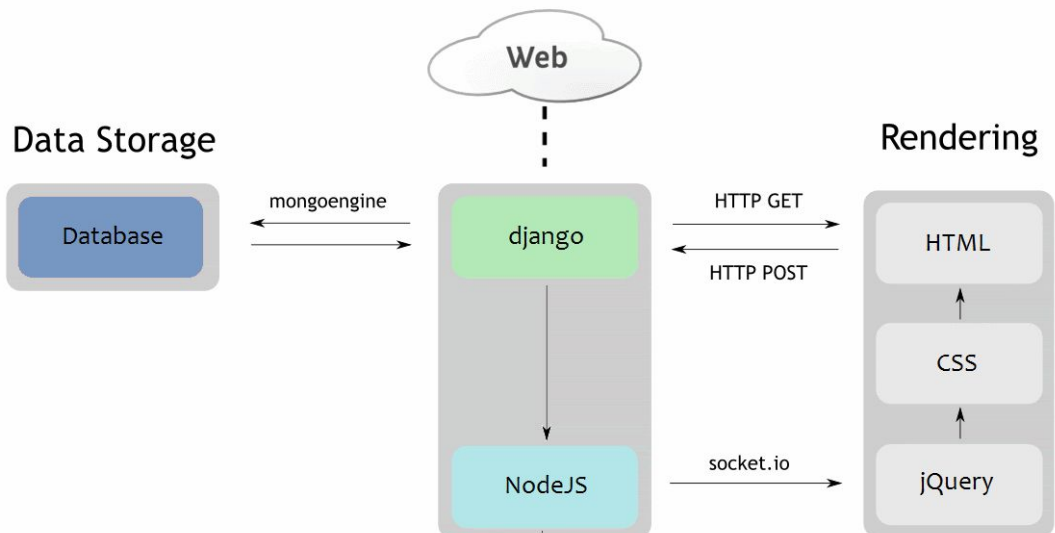 Web
Data Storage
Rendering
mongoengine
HTTP GET
Database
django
HTML
HTTP POST
CSS
NodeJS
socket.io
jQuery